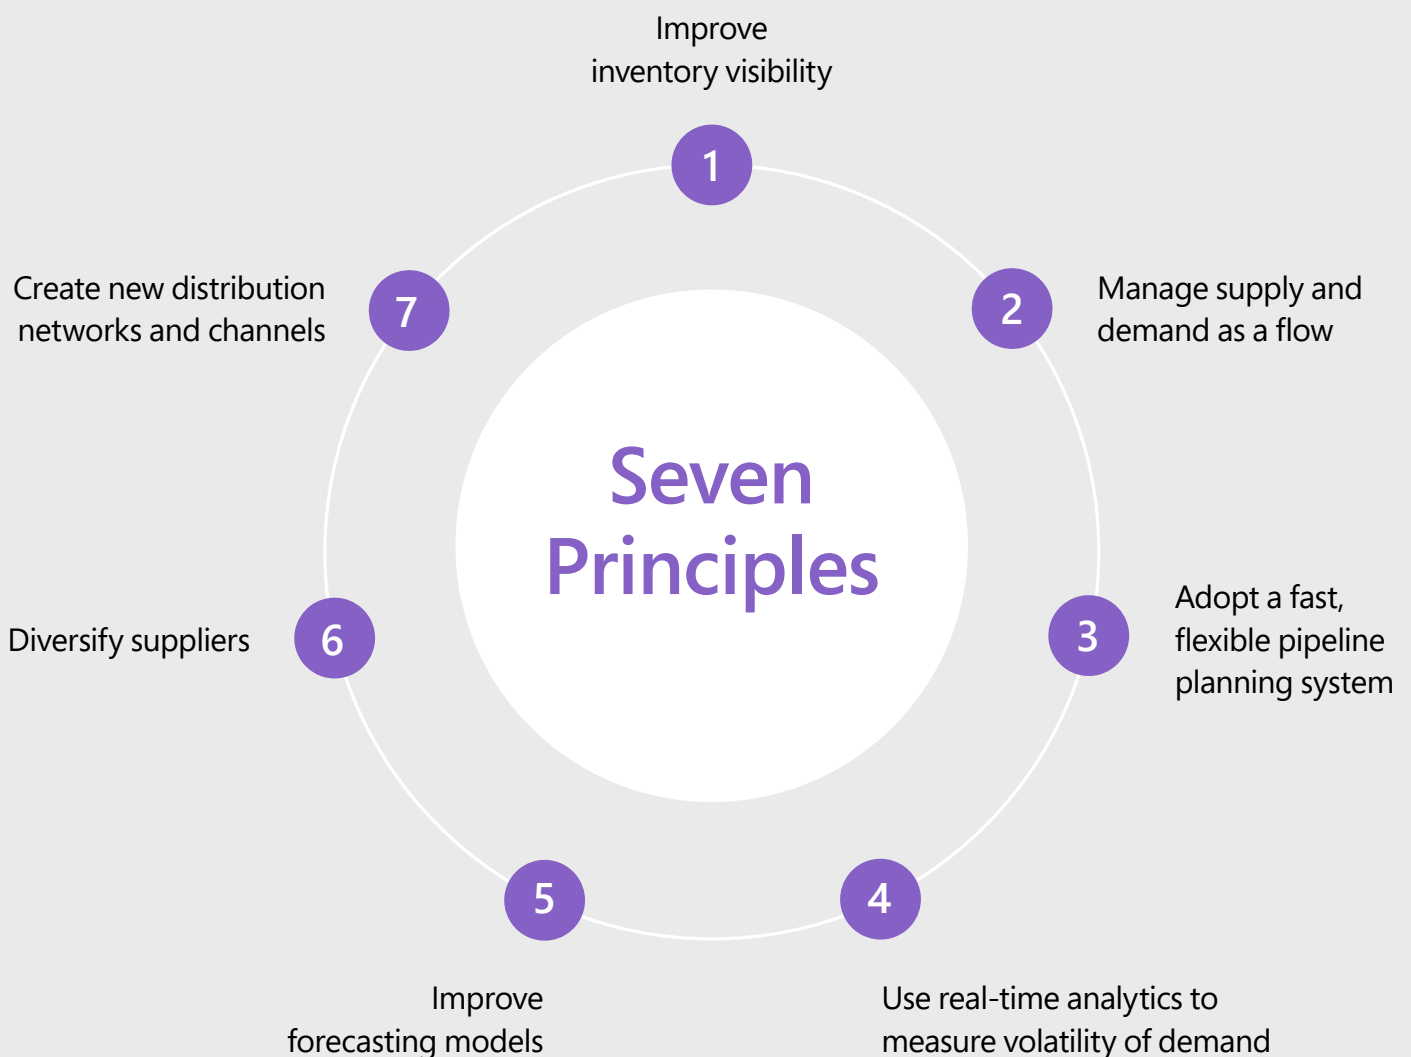 Improve
inventory visibility
1
2
Manage supply and
demand as a flow
3
Adopt a fast,
flexible pipeline
planning system
4
Use real-time analytics to
measure volatility of demand
5
Improve
forecasting models
6
Diversify suppliers
7
Create new distribution
networks and channels
Seven
Principles